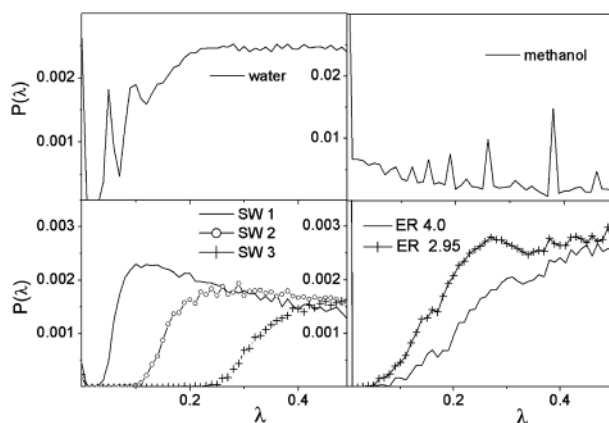 P(λ)
0.002
0.001
water
0.02
0.01
methanol
P(λ)
0.003
0.002
0.001
SW 1
SW 2
SW 3
0.2
0.4
λ
0.003
0.002
0.001
ER 4.0
ER 2.95
0.2
0.4
λ